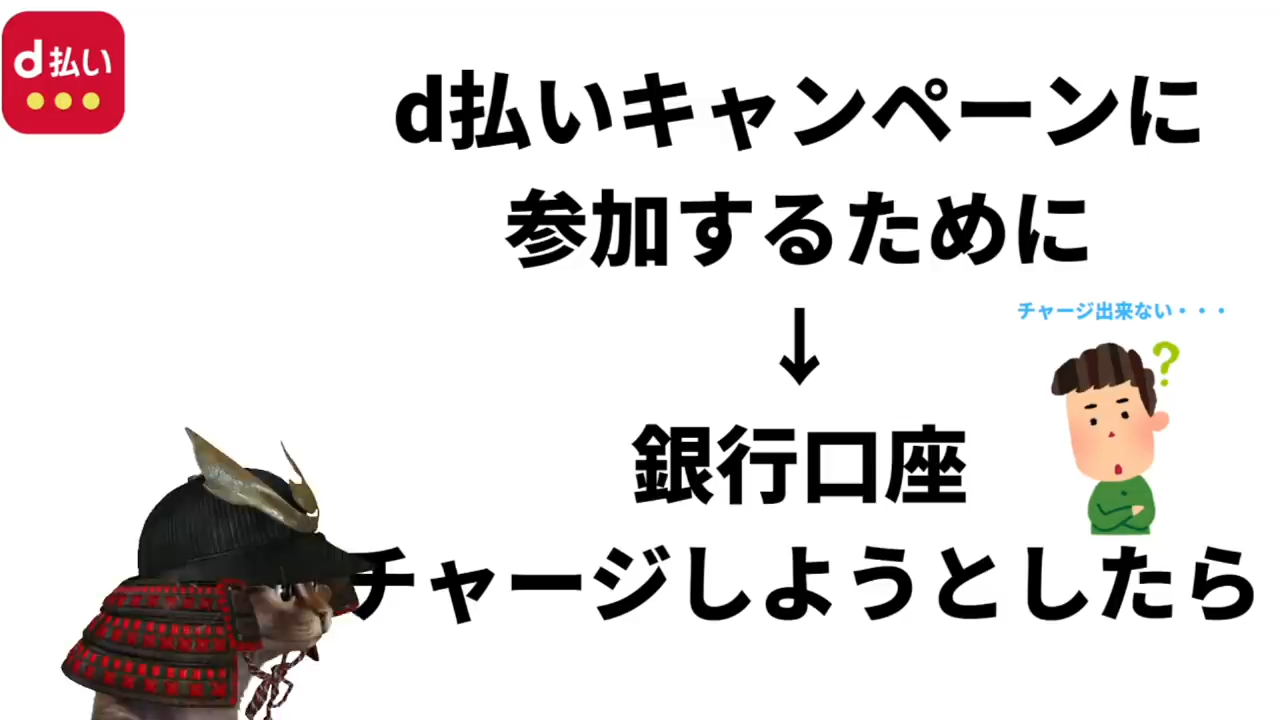 d払い
d払いキャンペーンに
参加するために
↓
チャージ出来ない・・・
?
銀行口座
チャージしようとしたら